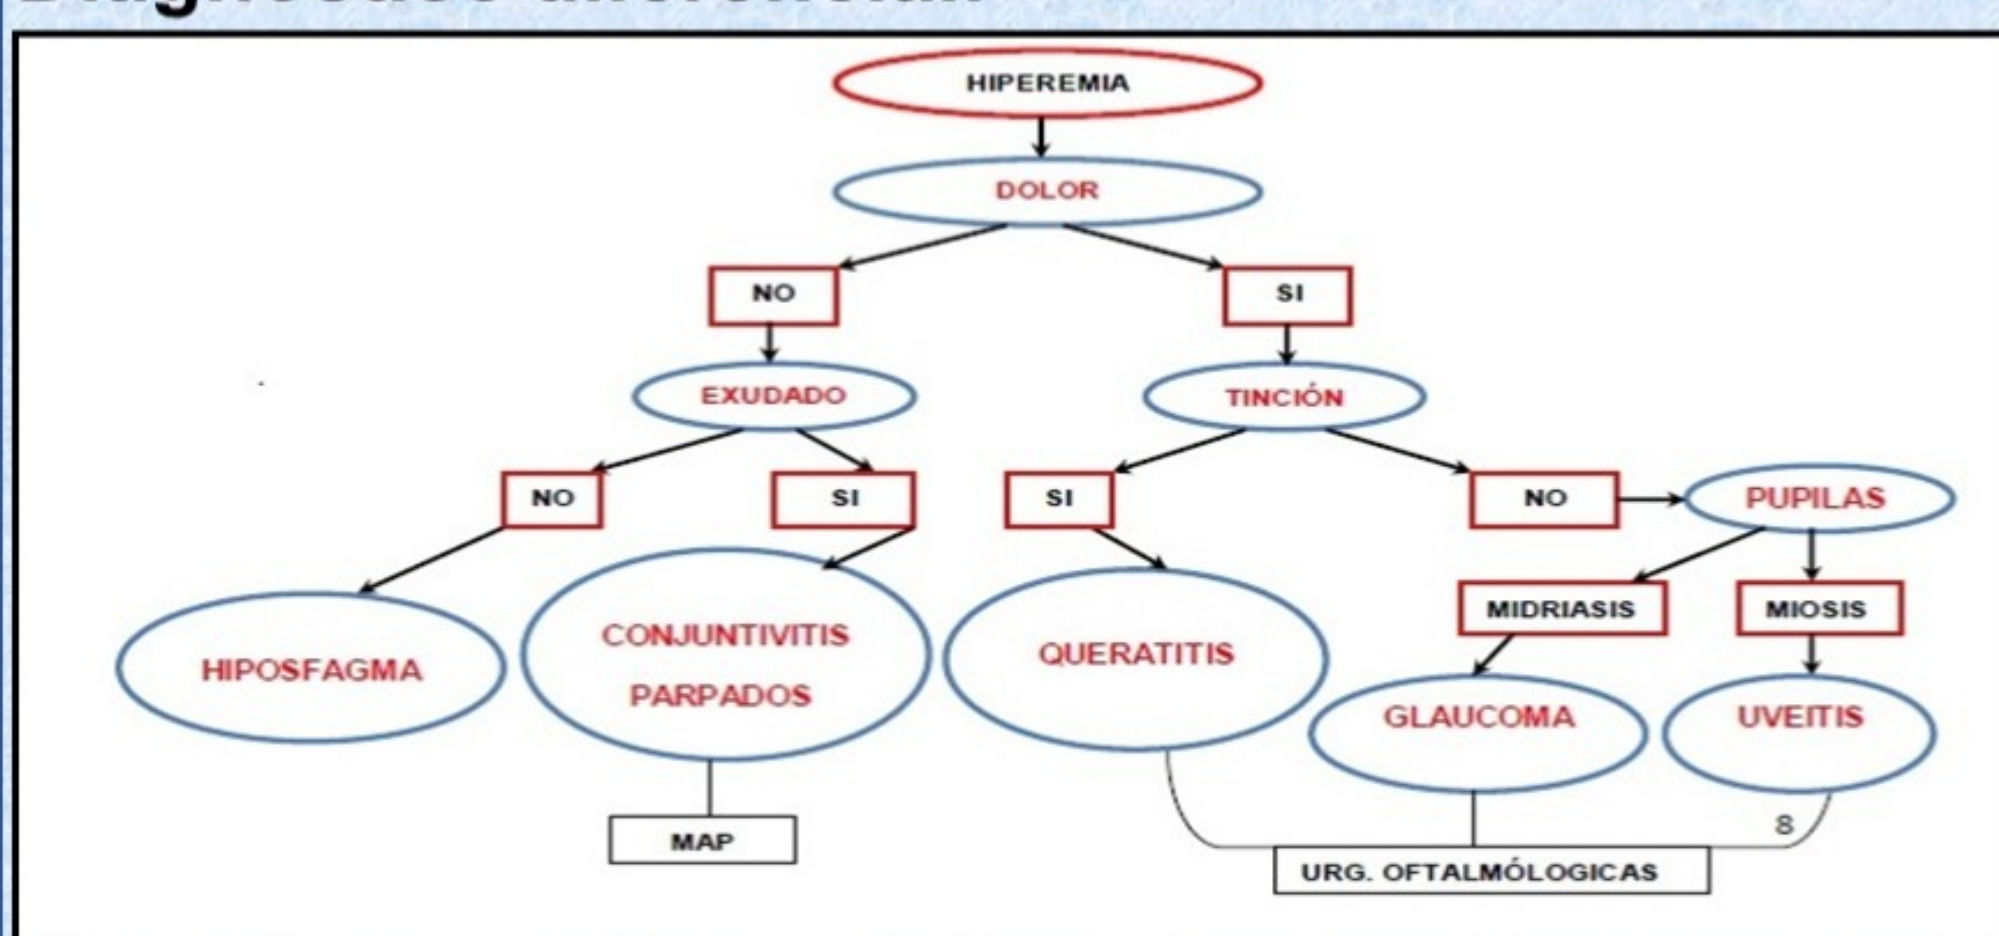 HIPEREMIA
DOLOR
NO
SI
EXUDADO
TINCIÓN
NO
SI
SI
NO
PUPILAS
MIDRIASIS
MIOSIS
HIPOSFAGMA
CONJUNTIVITIS
PARPADOS
QUERATITIS
GLAUCOMA
UVEITIS
MAP
8
URG. OFTALMÓLOGICAS